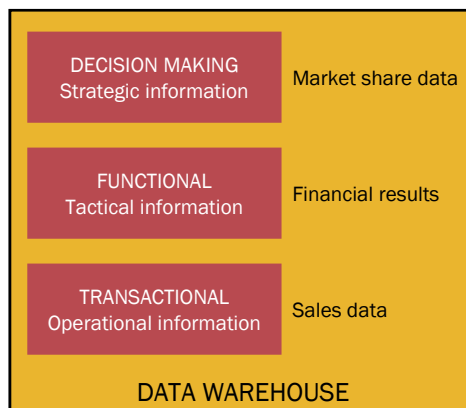 DECISION MAKING
Strategic information
Market share data
FUNCTIONAL
Tactical information
Financial results
TRANSACTIONAL
Operational information
Sales data
DATA WAREHOUSE